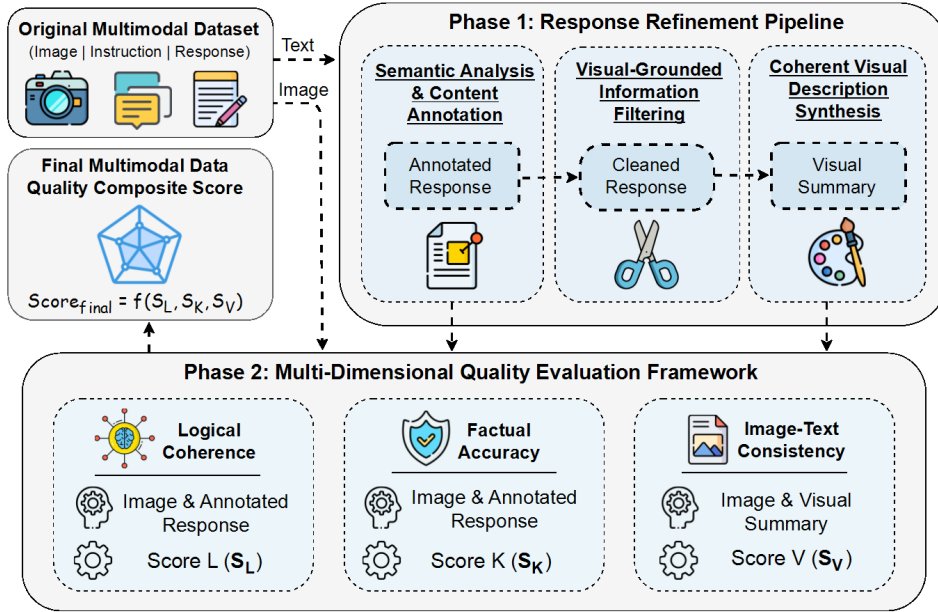 Original Multimodal Dataset
(Image | Instruction | Response)
Text
Image
Final Multimodal Data
Quality Composite Score
Score_final = f(S_L, S_K, S_V)
Phase 1: Response Refinement Pipeline
Semantic Analysis
& Content
Annotation
Annotated
Response
Visual-Grounded
Information
Filtering
Cleaned
Response
Coherent Visual
Description
Synthesis
Visual
Summary
Phase 2: Multi-Dimensional Quality Evaluation Framework
Logical
Coherence
Image & Annotated
Response
Score L (S_L)
Factual
Accuracy
Image & Annotated
Response
Score K (S_K)
Image-Text
Consistency
Image & Visual
Summary
Score V (S_V)